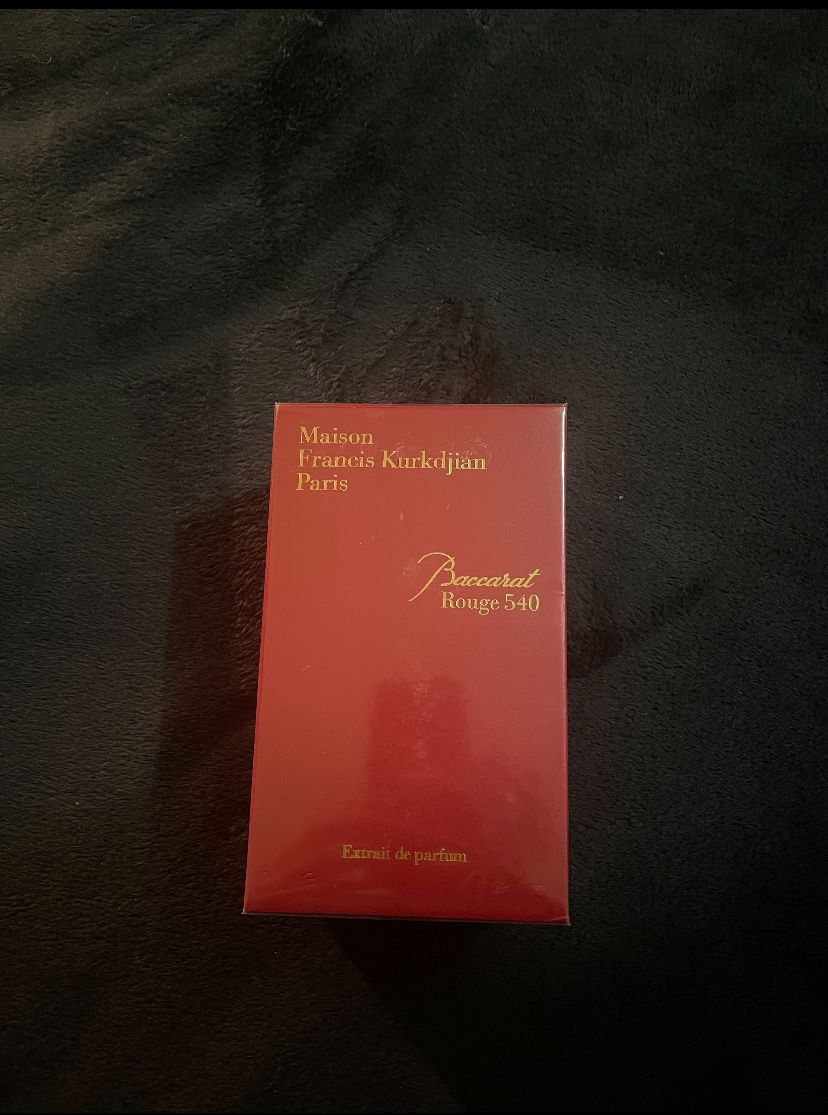 Maison
Francis Kurkdjian
Paris
Baccarat
Rouge 540
Extrait de parfum